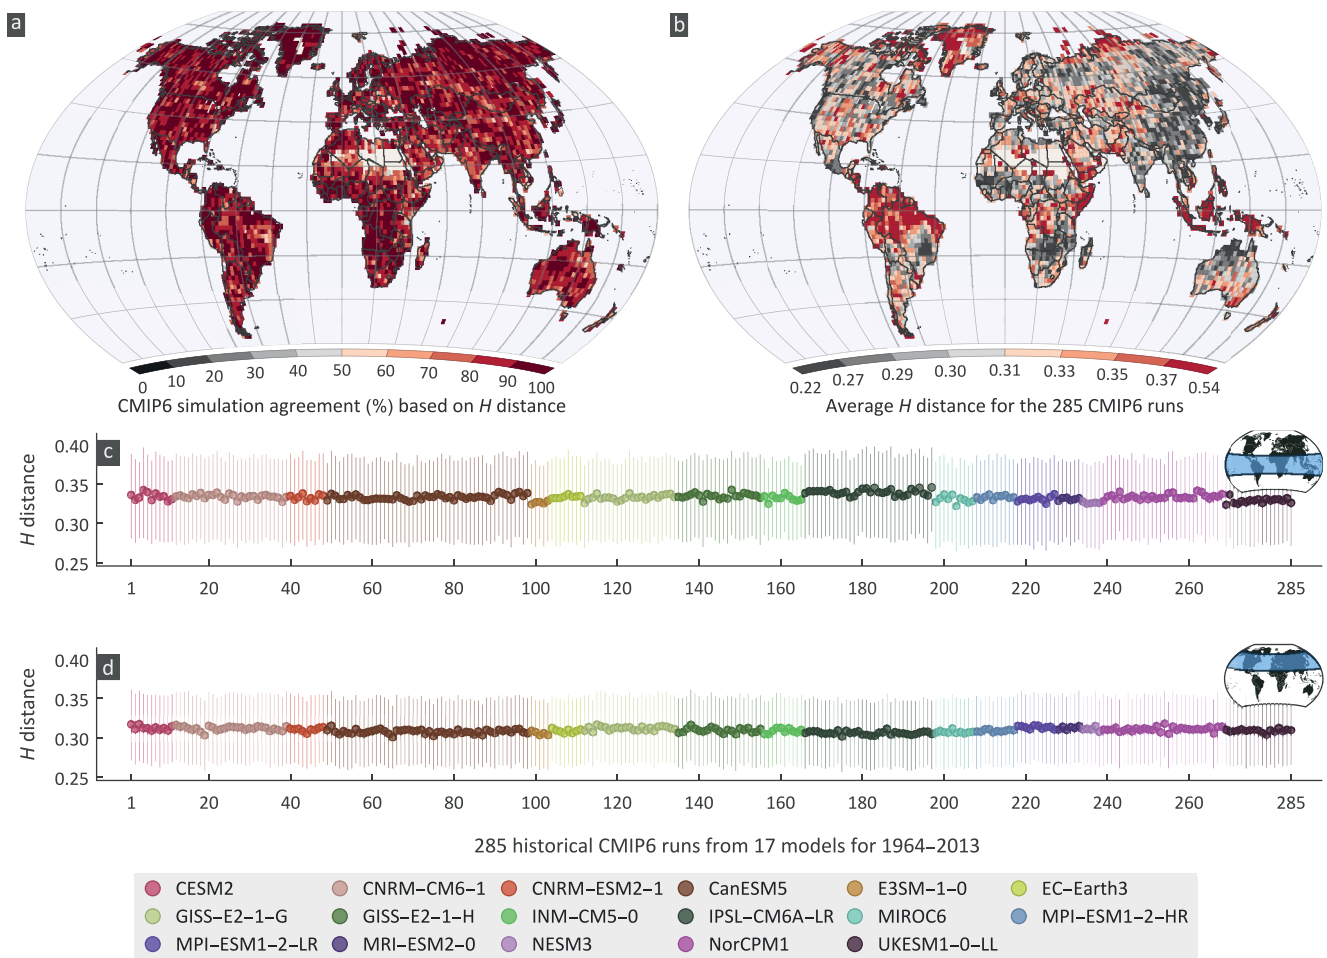 a
b
0 10 20 30 40 50 60 70 80 90 100
CMIP6 simulation agreement (%) based on H distance
0.22 0.27 0.29 0.30 0.31 0.33 0.35 0.37 0.54
Average H distance for the 285 CMIP6 runs
c
H distance
0.40
0.35
0.30
0.25
1 20 40 60 80 100 120 140 160 180 200 220 240 260 285
d
H distance
0.40
0.35
0.30
0.25
1 20 40 60 80 100 120 140 160 180 200 220 240 260 285
285 historical CMIP6 runs from 17 models for 1964–2013
CESM2 CNRM–CM6–1 CNRM–ESM2–1 CanESM5 E3SM–1–0 EC–Earth3
GISS–E2–1–G GISS–E2–1–H INM–CM5–0 IPSL–CM6A–LR MIROC6 MPI–ESM1–2–HR
MPI–ESM1–2–LR MRI–ESM2–0 NESM3 NorCPM1 UKESM1–0–LL